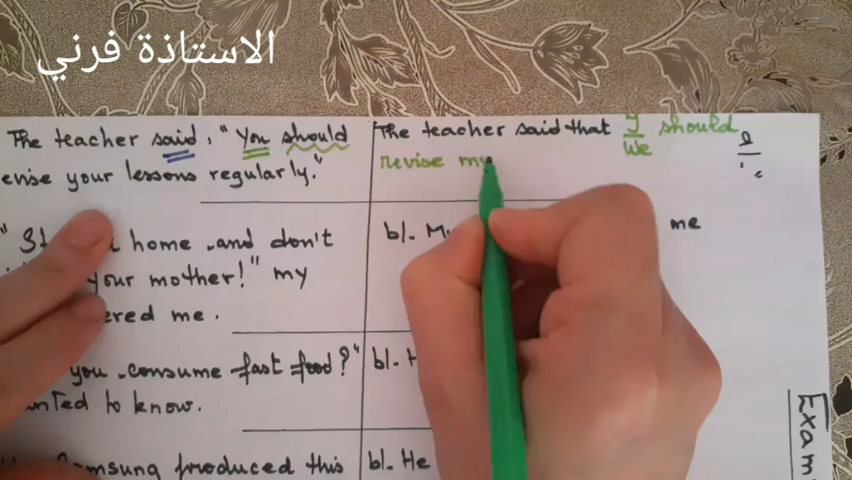 الاستاذة فرني
The teacher said, "You should
revise your lessons regularly."
The teacher said that I should
We
revise my
home and don't
your mother!" my
ered me.
b/. me
you consume fast food?"
anted to know.
b/. H
Samsung produced this
b/. He
Exam